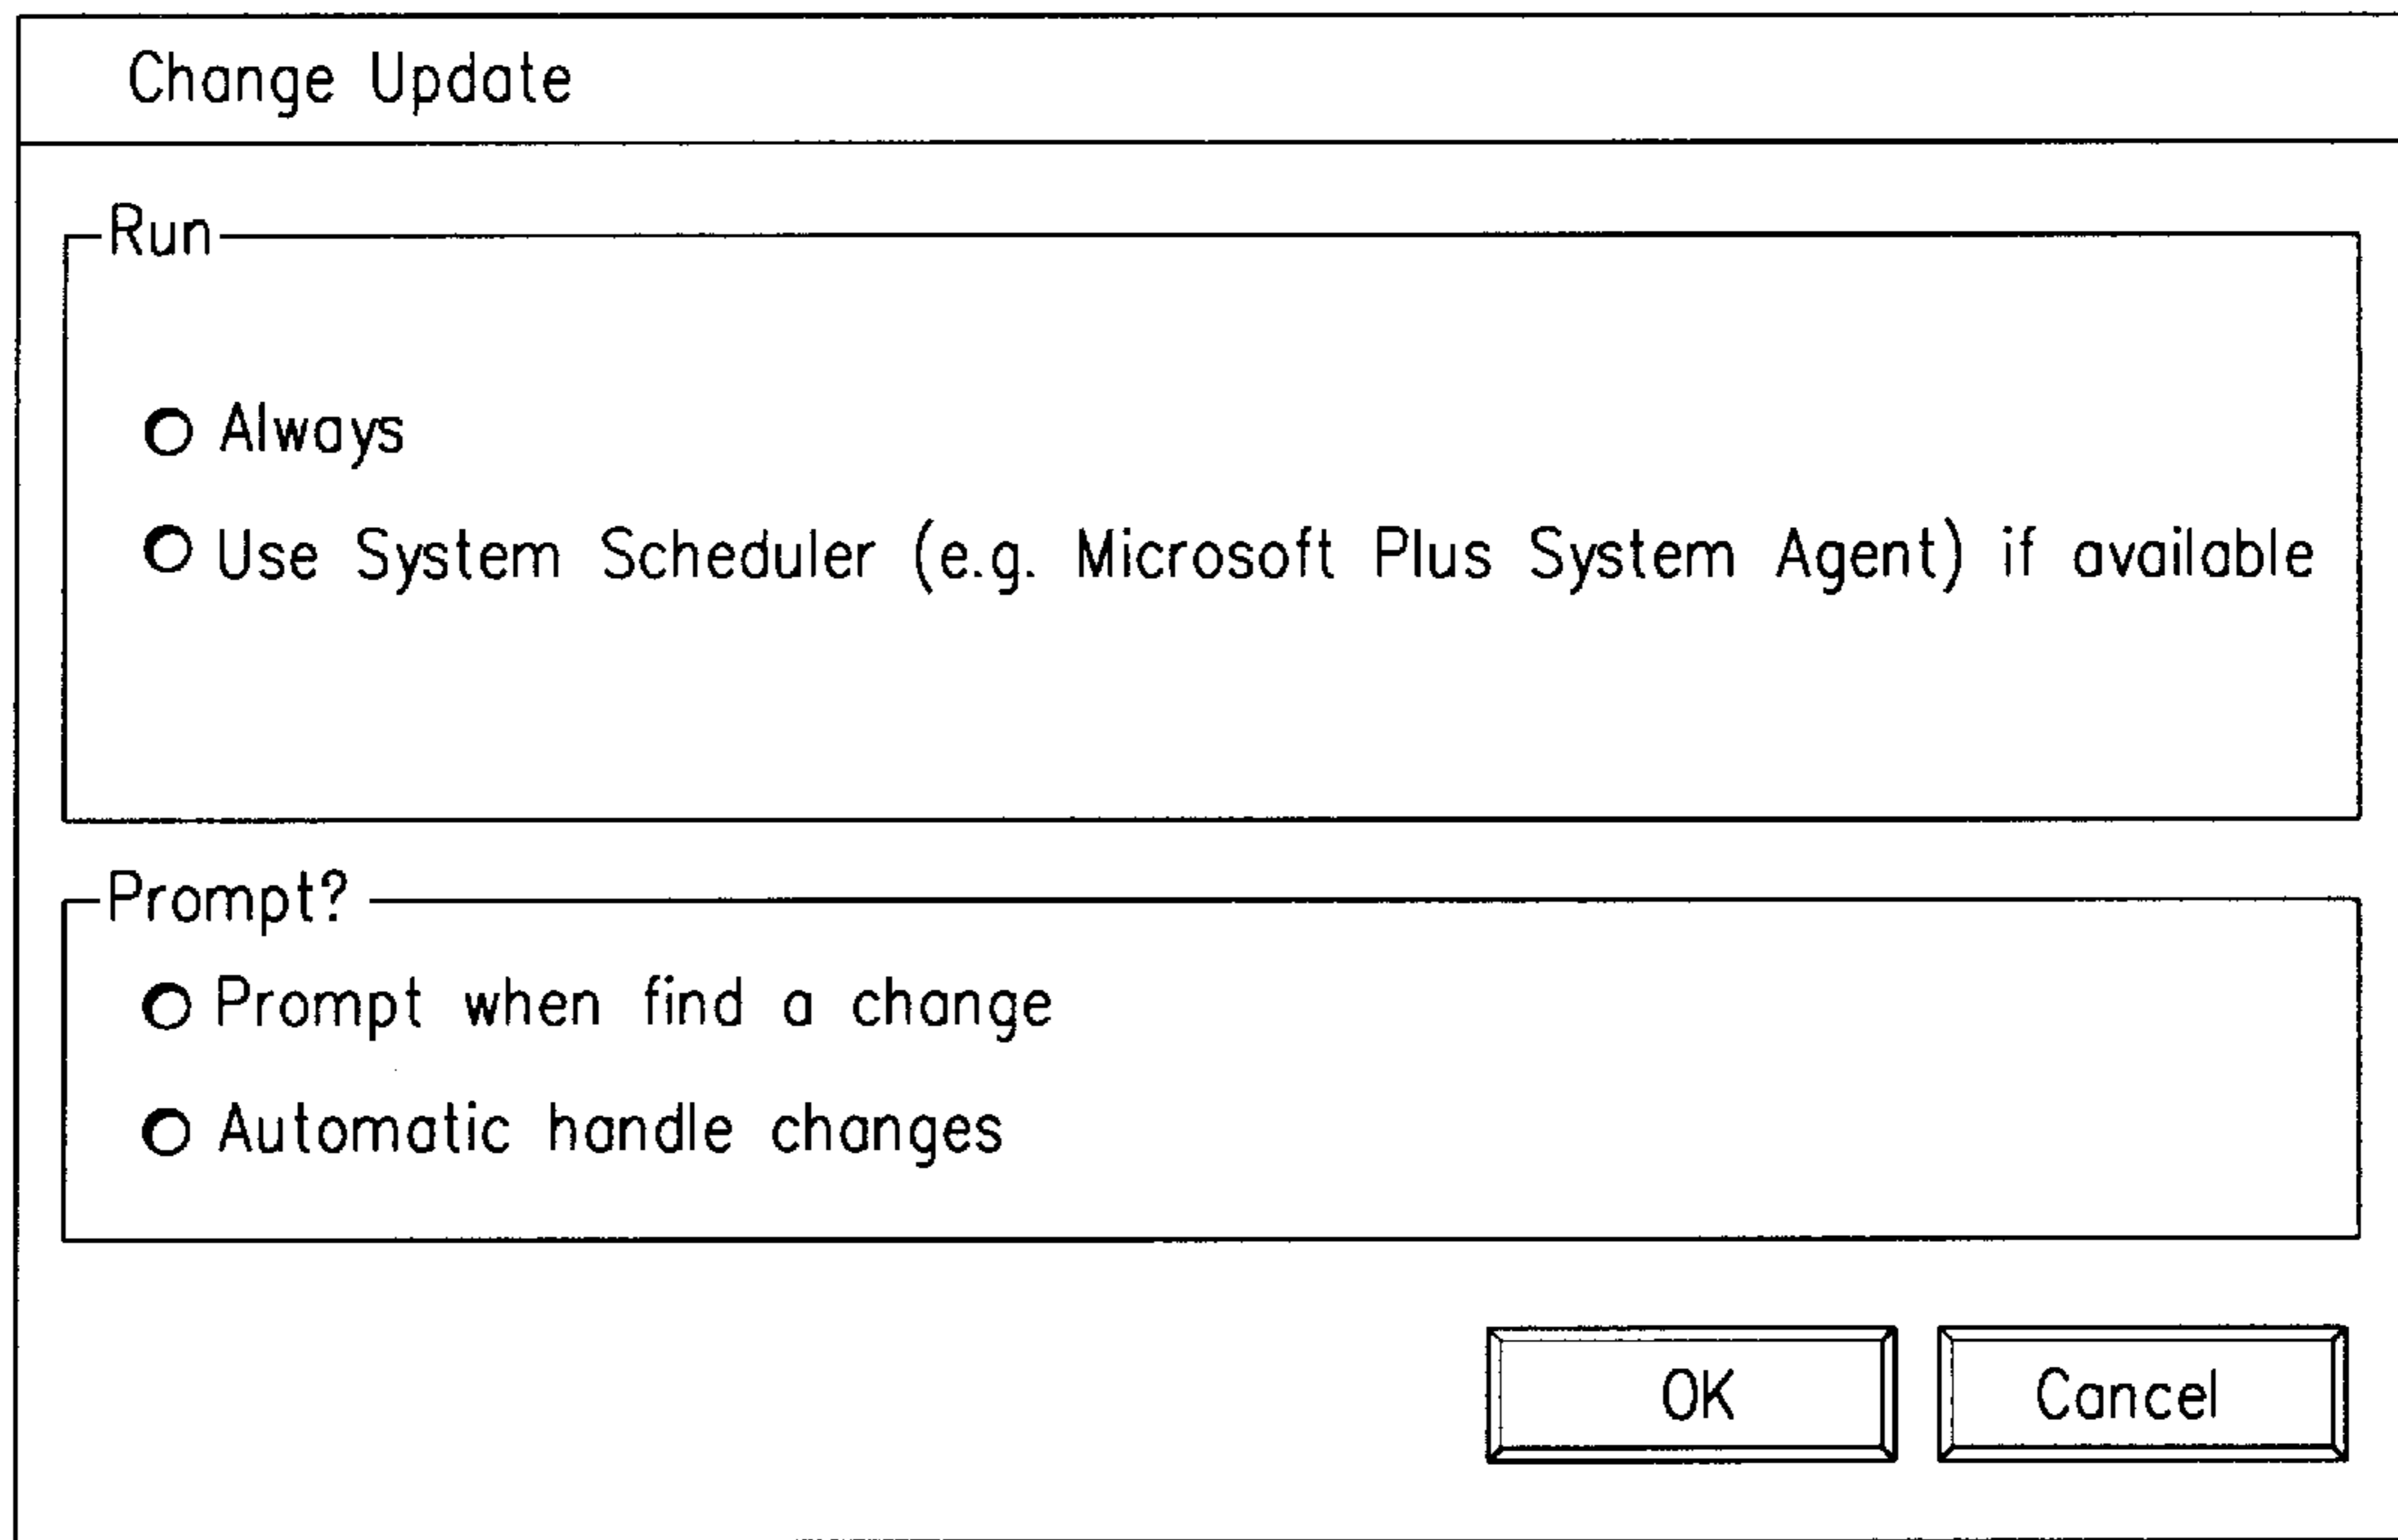 Change Update
Run
Always
Use System Scheduler (e.g. Microsoft Plus System Agent) if available
Prompt?
Prompt when find a change
Automatic handle changes
OK
Cancel